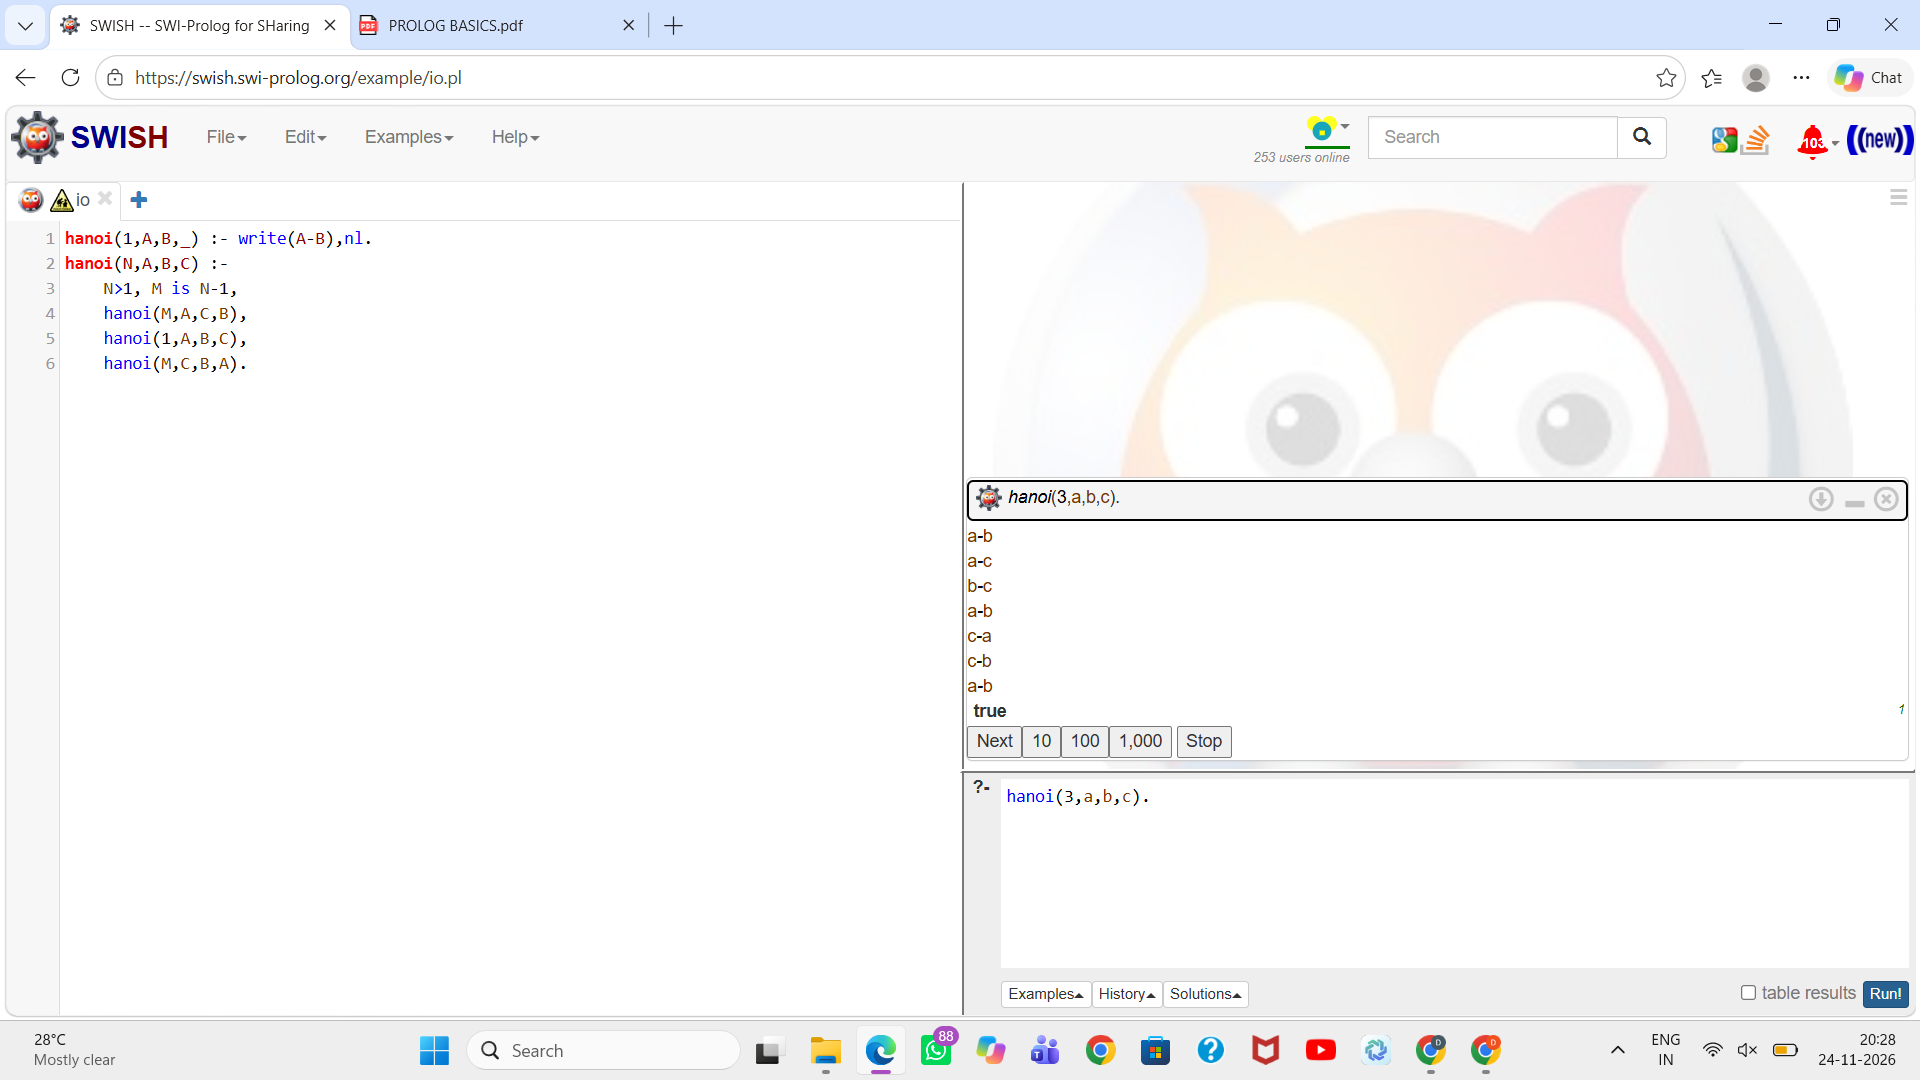 SWISH -- SWI-Prolog for SHaring
PROLOG BASICS.pdf
https://swish.swi-prolog.org/example/io.pl
Chat
SWISH
File
Edit
Examples
Help
253 users online
Search
103
((new))
io
1 hanoi(1,A,B,_) :- write(A-B),nl.
2 hanoi(N,A,B,C) :-
3 N>1, M is N-1,
4 hanoi(M,A,C,B),
5 hanoi(1,A,B,C),
6 hanoi(M,C,B,A).
hanoi(3,a,b,c).
a-b
a-c
b-c
a-b
c-a
c-b
a-b
true
1
Next 10 100 1,000 Stop
?-
hanoi(3,a,b,c).
Examples History Solutions
table results Run!
28°C
Mostly clear
Search
88
ENG
IN
20:28
24-11-2026